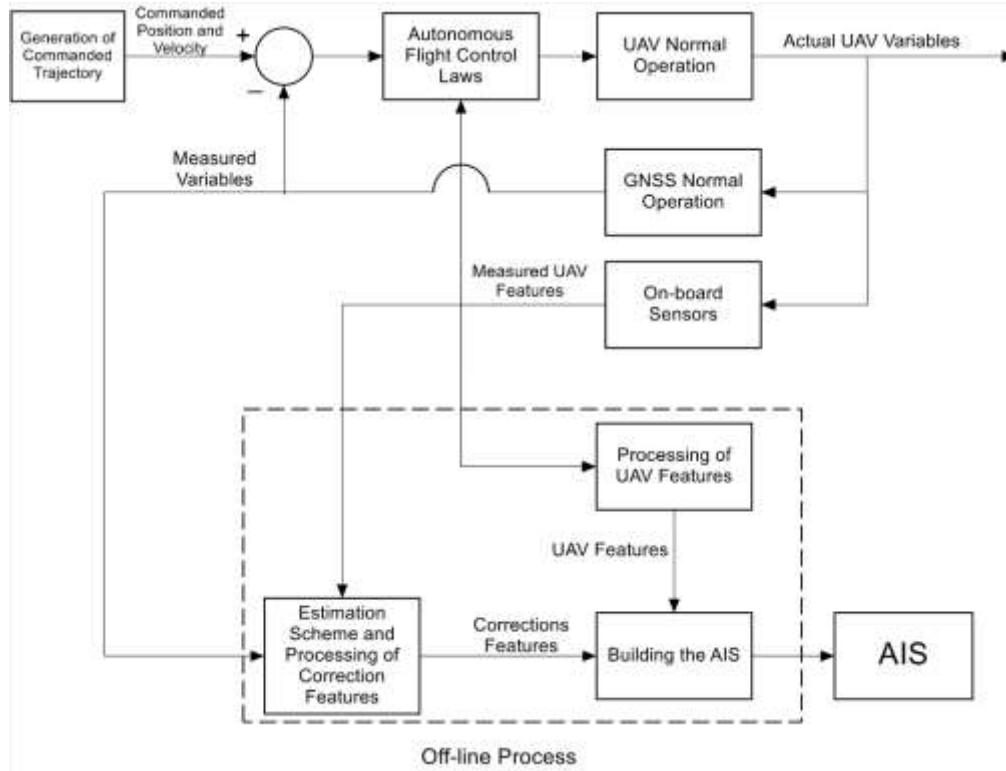 Generation of
Commanded
Trajectory
Commanded
Position and
Velocity
+
−
Autonomous
Flight Control
Laws
UAV Normal
Operation
Actual UAV Variables
Measured
Variables
GNSS Normal
Operation
Measured UAV
Features
On-board
Sensors
Processing of
UAV Features
UAV Features
Estimation
Scheme and
Processing of
Correction
Features
Corrections
Features
Building the AIS
AIS
Off-line Process